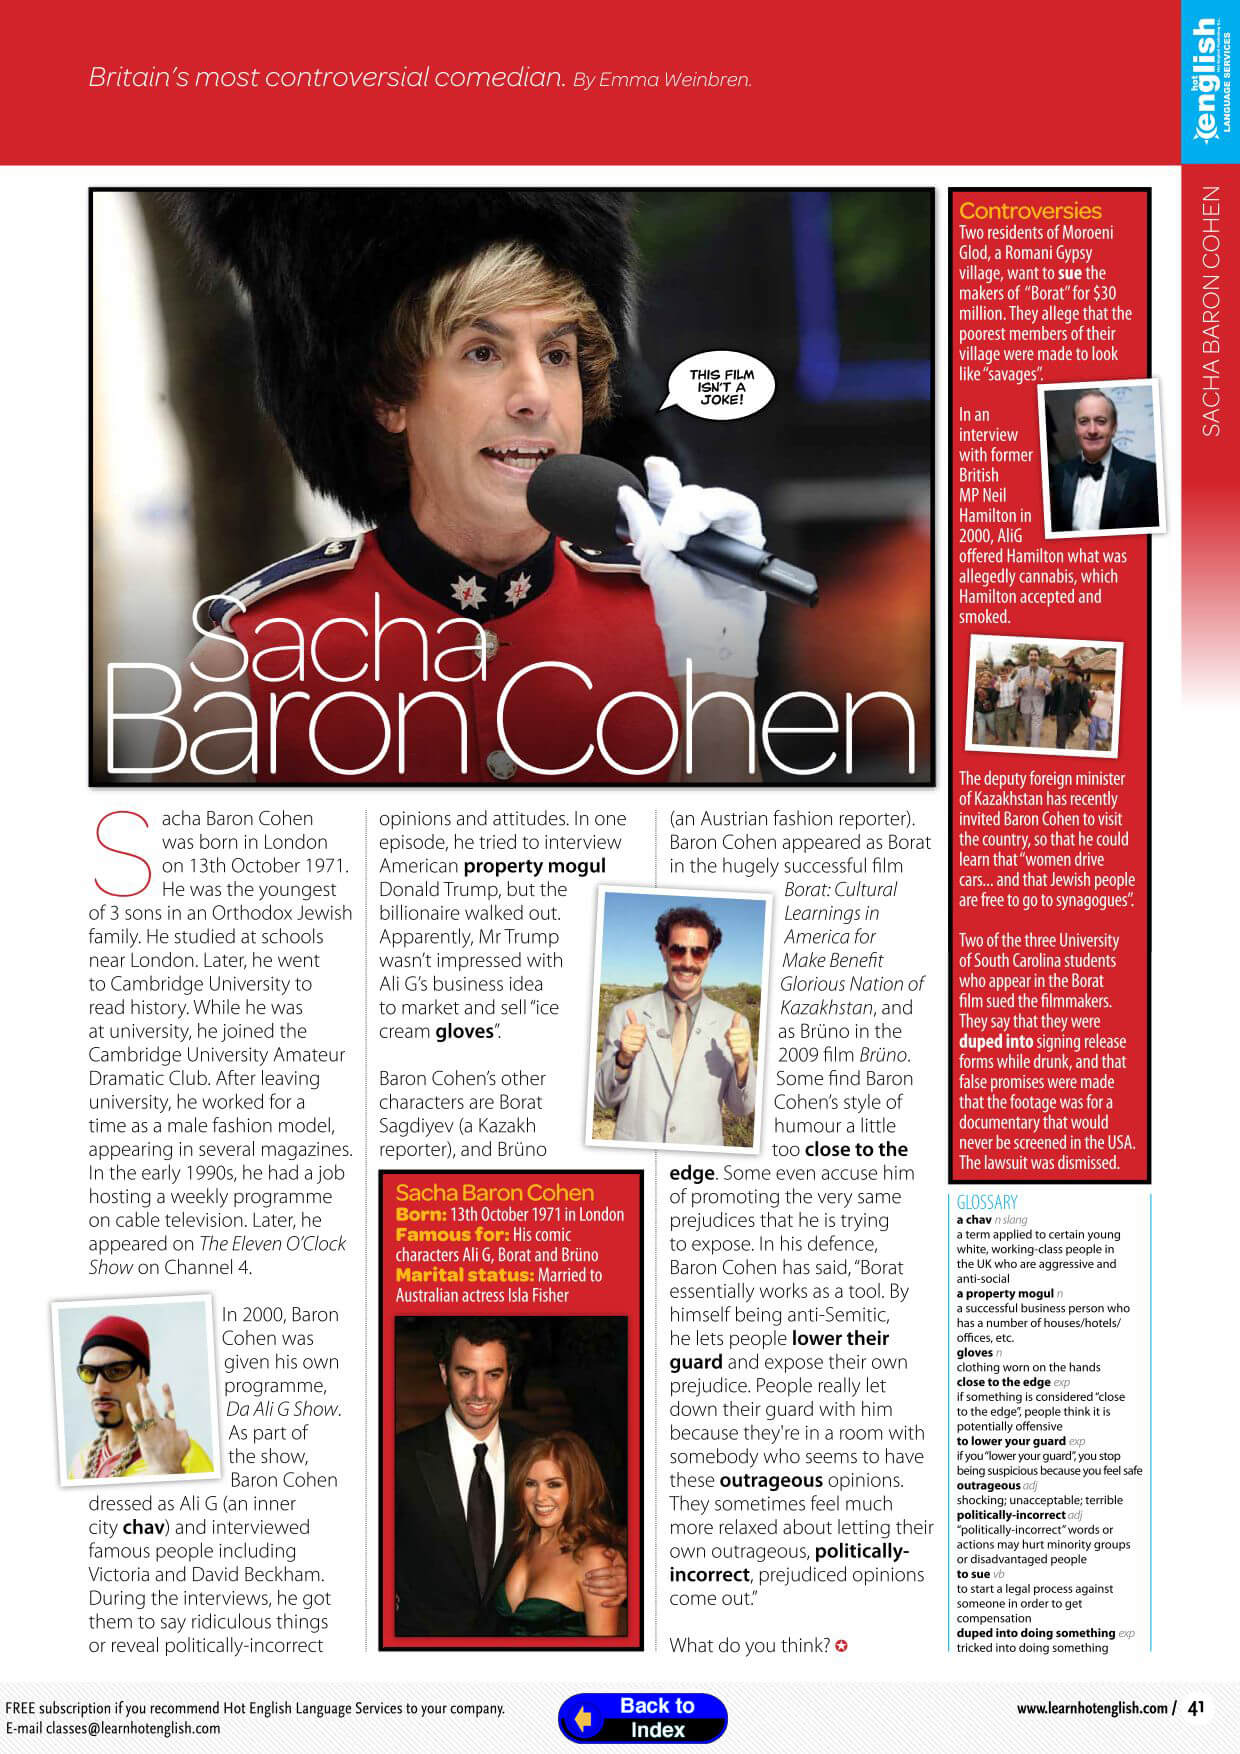 Britain's most controversial comedian. By Emma Weinbren.
hot
english
LANGUAGE SERVICES
SACHA BARON COHEN
THIS FILM
ISN'T A
JOKE!
Sacha
Baron Cohen
Sacha Baron Cohen
was born in London
on 13th October 1971.
He was the youngest
of 3 sons in an Orthodox Jewish
family. He studied at schools
near London. Later, he went
to Cambridge University to
read history. While he was
at university, he joined the
Cambridge University Amateur
Dramatic Club. After leaving
university, he worked for a
time as a male fashion model,
appearing in several magazines.
In the early 1990s, he had a job
hosting a weekly programme
on cable television. Later, he
appeared on The Eleven O'Clock
Show on Channel 4.
In 2000, Baron
Cohen was
given his own
programme,
Da Ali G Show.
As part of
the show,
Baron Cohen
dressed as Ali G (an inner
city chav) and interviewed
famous people including
Victoria and David Beckham.
During the interviews, he got
them to say ridiculous things
or reveal politically-incorrect
opinions and attitudes. In one
episode, he tried to interview
American property mogul
Donald Trump, but the
billionaire walked out.
Apparently, Mr Trump
wasn't impressed with
Ali G's business idea
to market and sell "ice
cream gloves".
Baron Cohen's other
characters are Borat
Sagdiyev (a Kazakh
reporter), and Brüno
(an Austrian fashion reporter).
Baron Cohen appeared as Borat
in the hugely successful film
Borat: Cultural
Learnings in
America for
Make Benefit
Glorious Nation of
Kazakhstan, and
as Brüno in the
2009 film Brüno.
Some find Baron
Cohen's style of
humour a little
too close to the
edge. Some even accuse him
of promoting the very same
prejudices that he is trying
to expose. In his defence,
Baron Cohen has said, "Borat
essentially works as a tool. By
himself being anti-Semitic,
he lets people lower their
guard and expose their own
prejudice. People really let
down their guard with him
because they're in a room with
somebody who seems to have
these outrageous opinions.
They sometimes feel much
more relaxed about letting their
own outrageous, politically-
incorrect, prejudiced opinions
come out."
What do you think?
Sacha Baron Cohen
Born: 13th October 1971 in London
Famous for: His comic
characters Ali G, Borat and Brüno
Marital status: Married to
Australian actress Isla Fisher
Controversies
Two residents of Moroeni
Glod, a Romani Gypsy
village, want to sue the
makers of "Borat" for $30
million. They allege that the
poorest members of their
village were made to look
like "savages".
In an
interview
with former
British
MP Neil
Hamilton in
2000, AliG
offered Hamilton what was
allegedly cannabis, which
Hamilton accepted and
smoked.
The deputy foreign minister
of Kazakhstan has recently
invited Baron Cohen to visit
the country, so that he could
learn that "women drive
cars... and that Jewish people
are free to go to synagogues".
Two of the three University
of South Carolina students
who appear in the Borat
film sued the filmmakers.
They say that they were
duped into signing release
forms while drunk, and that
false promises were made
that the footage was for a
documentary that would
never be screened in the USA.
The lawsuit was dismissed.
GLOSSARY
a chav n slang
a term applied to certain young
white, working-class people in
the UK who are aggressive and
anti-social
a property mogul n
a successful business person who
has a number of houses/hotels/
offices, etc.
gloves n
clothing worn on the hands
close to the edge exp
if something is considered "close
to the edge", people think it is
potentially offensive
to lower your guard exp
if you "lower your guard", you stop
being suspicious because you feel safe
outrageous adj
shocking; unacceptable; terrible
politically-incorrect adj
"politically-incorrect" words or
actions may hurt minority groups
or disadvantaged people
to sue vb
to start a legal process against
someone in order to get
compensation
duped into doing something exp
tricked into doing something
FREE subscription if you recommend Hot English Language Services to your company.
E-mail classes@learnhotenglish.com
Back to
Index
www.learnhotenglish.com / 41